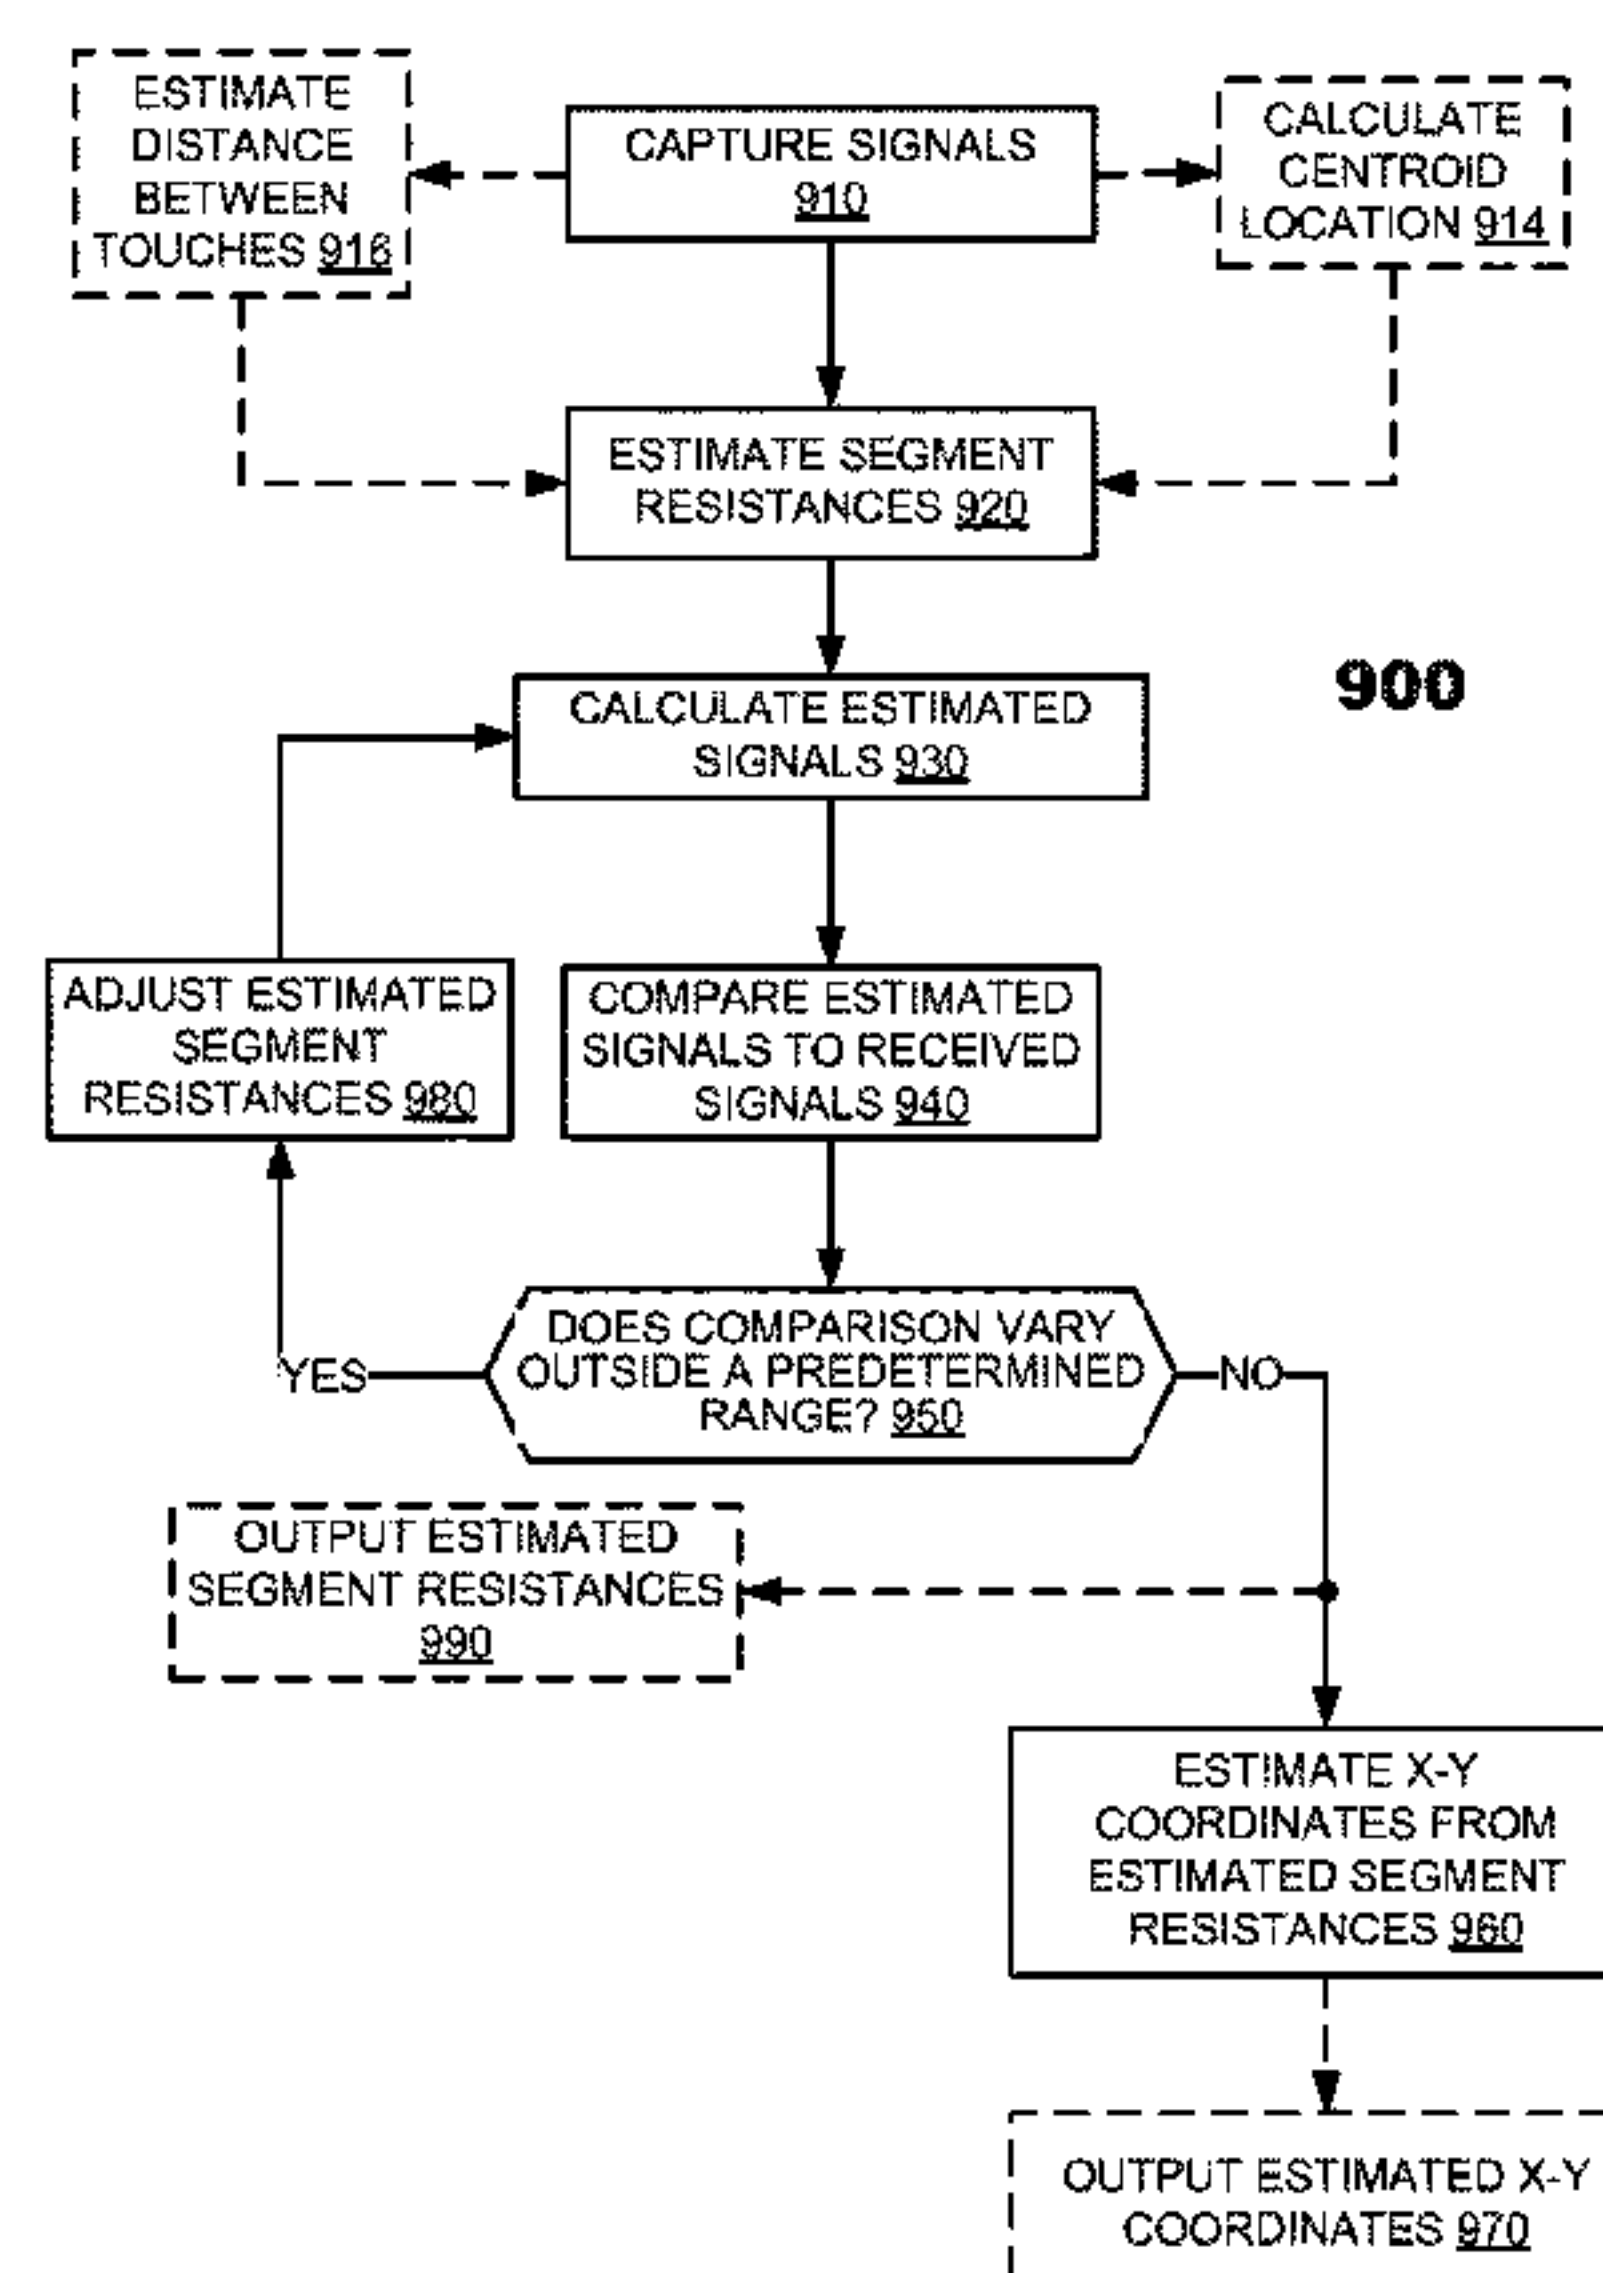 ESTIMATE
DISTANCE
BETWEEN
TOUCHES 916
CAPTURE SIGNALS
910
CALCULATE
CENTROID
LOCATION 914
ESTIMATE SEGMENT
RESISTANCES 920
900
CALCULATE ESTIMATED
SIGNALS 930
ADJUST ESTIMATED
SEGMENT
RESISTANCES 980
COMPARE ESTIMATED
SIGNALS TO RECEIVED
SIGNALS 940
DOES COMPARISON VARY
OUTSIDE A PREDETERMINED
RANGE? 950
YES
NO
OUTPUT ESTIMATED
SEGMENT RESISTANCES
990
ESTIMATE X-Y
COORDINATES FROM
ESTIMATED SEGMENT
RESISTANCES 960
OUTPUT ESTIMATED X-Y
COORDINATES 970